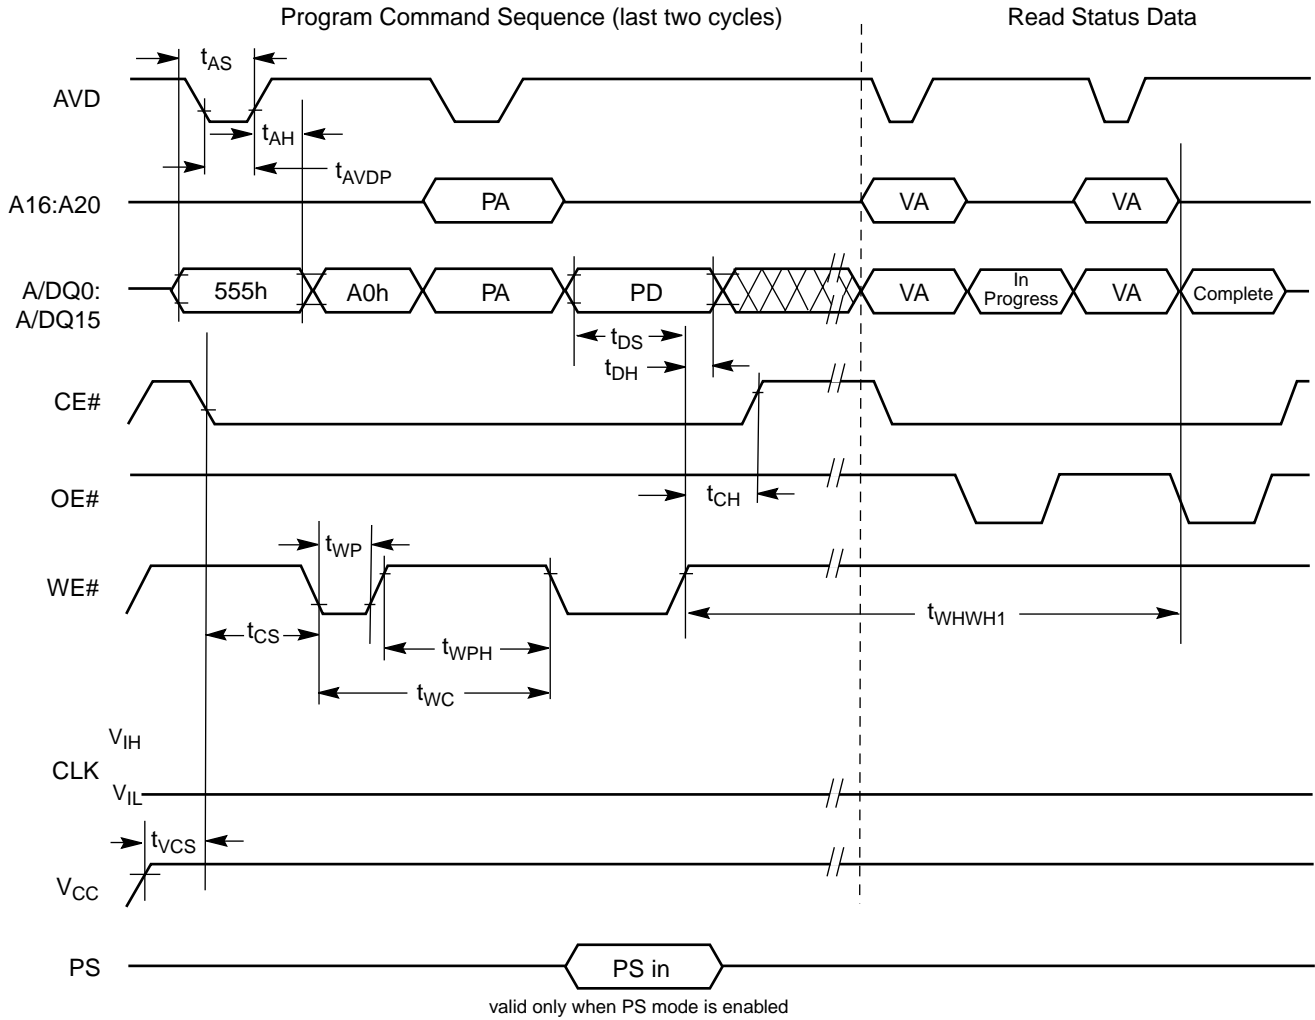 Program Command Sequence (last two cycles) Read Status Data
tAS
AVD
tAH
tAVDP
A16:A20 PA VA VA
A/DQ0:
A/DQ15
555h A0h PA PD VA In Progress VA Complete
tDS
tDH
CE#
OE# tCH
tWP
WE#
tWHWH1
tCS
tWPH
tWC
VIH
CLK
VIL
tVCS
VCC
PS PS in
valid only when PS mode is enabled